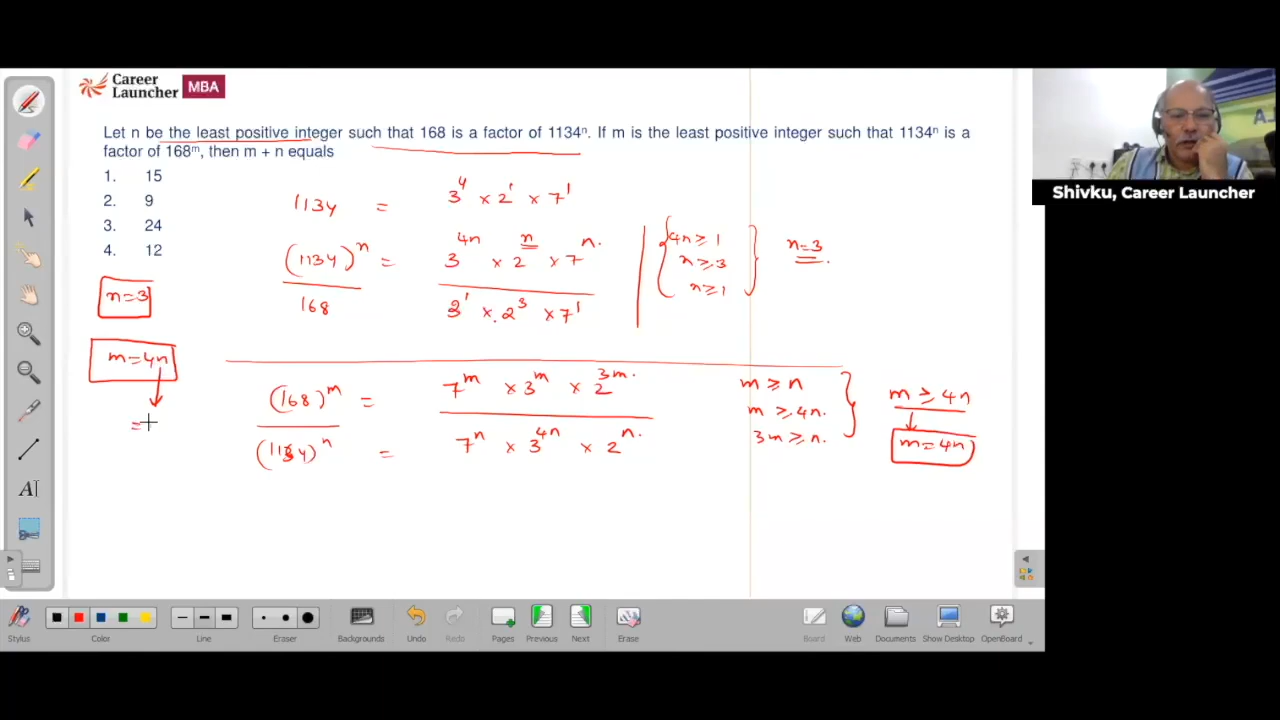 Career
Launcher MBA
Let n be the least positive integer such that 168 is a factor of 1134ⁿ. If m is the least positive integer such that 1134ⁿ is a
factor of 168ᵐ, then m + n equals
1. 15
2. 9
3. 24
4. 12
1134 = 3⁴ × 2¹ × 7¹
(1134)ⁿ = 3⁴ⁿ × 2ⁿ × 7ⁿ
168 3¹ × 2³ × 7¹
4n ≥ 1
n ≥ 3
n ≥ 1
n=3
n=3
m=4n
=
(168)ᵐ = 7ᵐ × 3ᵐ × 2³ᵐ
(1134)ⁿ = 7ⁿ × 3⁴ⁿ × 2ⁿ
m ≥ n
m ≥ 4n
3m ≥ n
m ≥ 4n
m=4n
Shivku, Career Launcher
Stylus Color Line Eraser Backgrounds Undo Redo Pages Previous Next Erase Board Web Documents Show Desktop OpenBoard